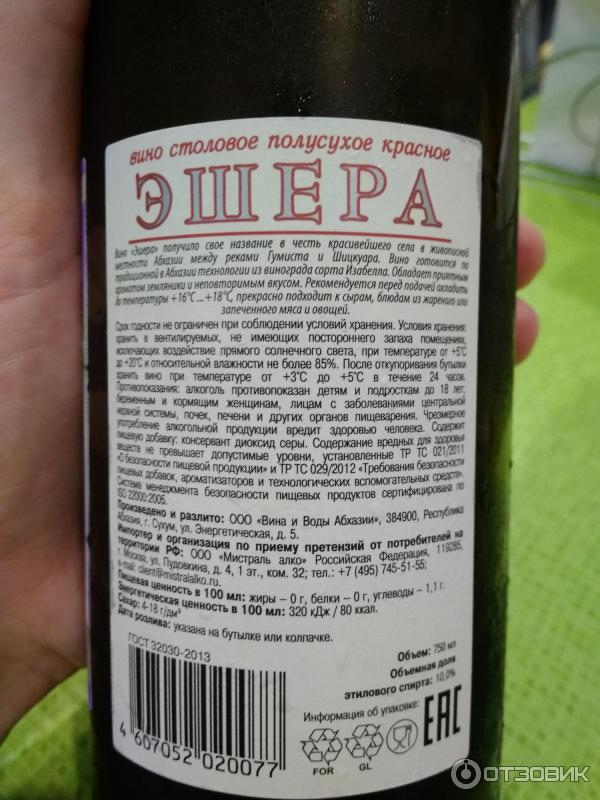 вино столовое полусухое красное
ЭШЕРА
Вино «Эшера» получило свое название в честь красивейшего села в живописной
местности Абхазии между реками Гумиста и Шицкуара. Вино готовится по
традиционной в Абхазии технологии из винограда сорта Изабелла. Обладает приятным
ароматом земляники и неповторимым вкусом. Рекомендуется перед подачей охладить
до температуры +16°С ...+18°С, прекрасно подходит к сырам, блюдам из жареного или
запеченного мяса и овощей.
Срок годности не ограничен при соблюдении условий хранения. Условия хранения:
хранить в вентилируемых, не имеющих постороннего запаха помещениях,
исключающих воздействие прямого солнечного света, при температуре от +5°С
до +20°С и относительной влажности не более 85%. После откупоривания бутылки
хранить вино при температуре от +3°С до +5°С в течение 24 часов.
Противопоказания: алкоголь противопоказан детям и подросткам до 18 лет,
беременным и кормящим женщинам, лицам с заболеваниями центральной
нервной системы, почек, печени и других органов пищеварения. Чрезмерное
употребление алкогольной продукции вредит здоровью человека. Содержит
пищевую добавку: консервант диоксид серы. Содержание вредных для здоровья
веществ не превышает допустимые уровни, установленные ТР ТС 021/2011
«О безопасности пищевой продукции» и ТР ТС 029/2012 «Требования безопасности
пищевых добавок, ароматизаторов и технологических вспомогательных средств».
Система менеджмента безопасности пищевых продуктов сертифицирована по
ISO 22000:2005.
Произведено и разлито: ООО «Вина и Воды Абхазии», 384900, Республика
Абхазия, г. Сухум, ул. Энергетическая, д. 5.
Импортер и организация по приему претензий от потребителей на
территории РФ: ООО «Мистраль алко» Российская Федерация, 119285,
г. Москва, ул. Пудовкина, д. 4, 1 эт., ком. 32; тел.: +7 (495) 745-51-55;
e-mail: client@mistralalko.ru.
Пищевая ценность в 100 мл: жиры – 0 г, белки – 0 г, углеводы – 1,1 г.
Энергетическая ценность в 100 мл: 320 кДж / 80 ккал.
Сахар: 4-18 г/дм³
Дата розлива: указана на бутылке или колпачке.
ГОСТ 32030-2013
Объем: 750 мл
Объемная доля
этилового спирта: 10,0%
Информация об упаковке:
FOR GL
EAC
4 607052 020077
ОТЗОВИК